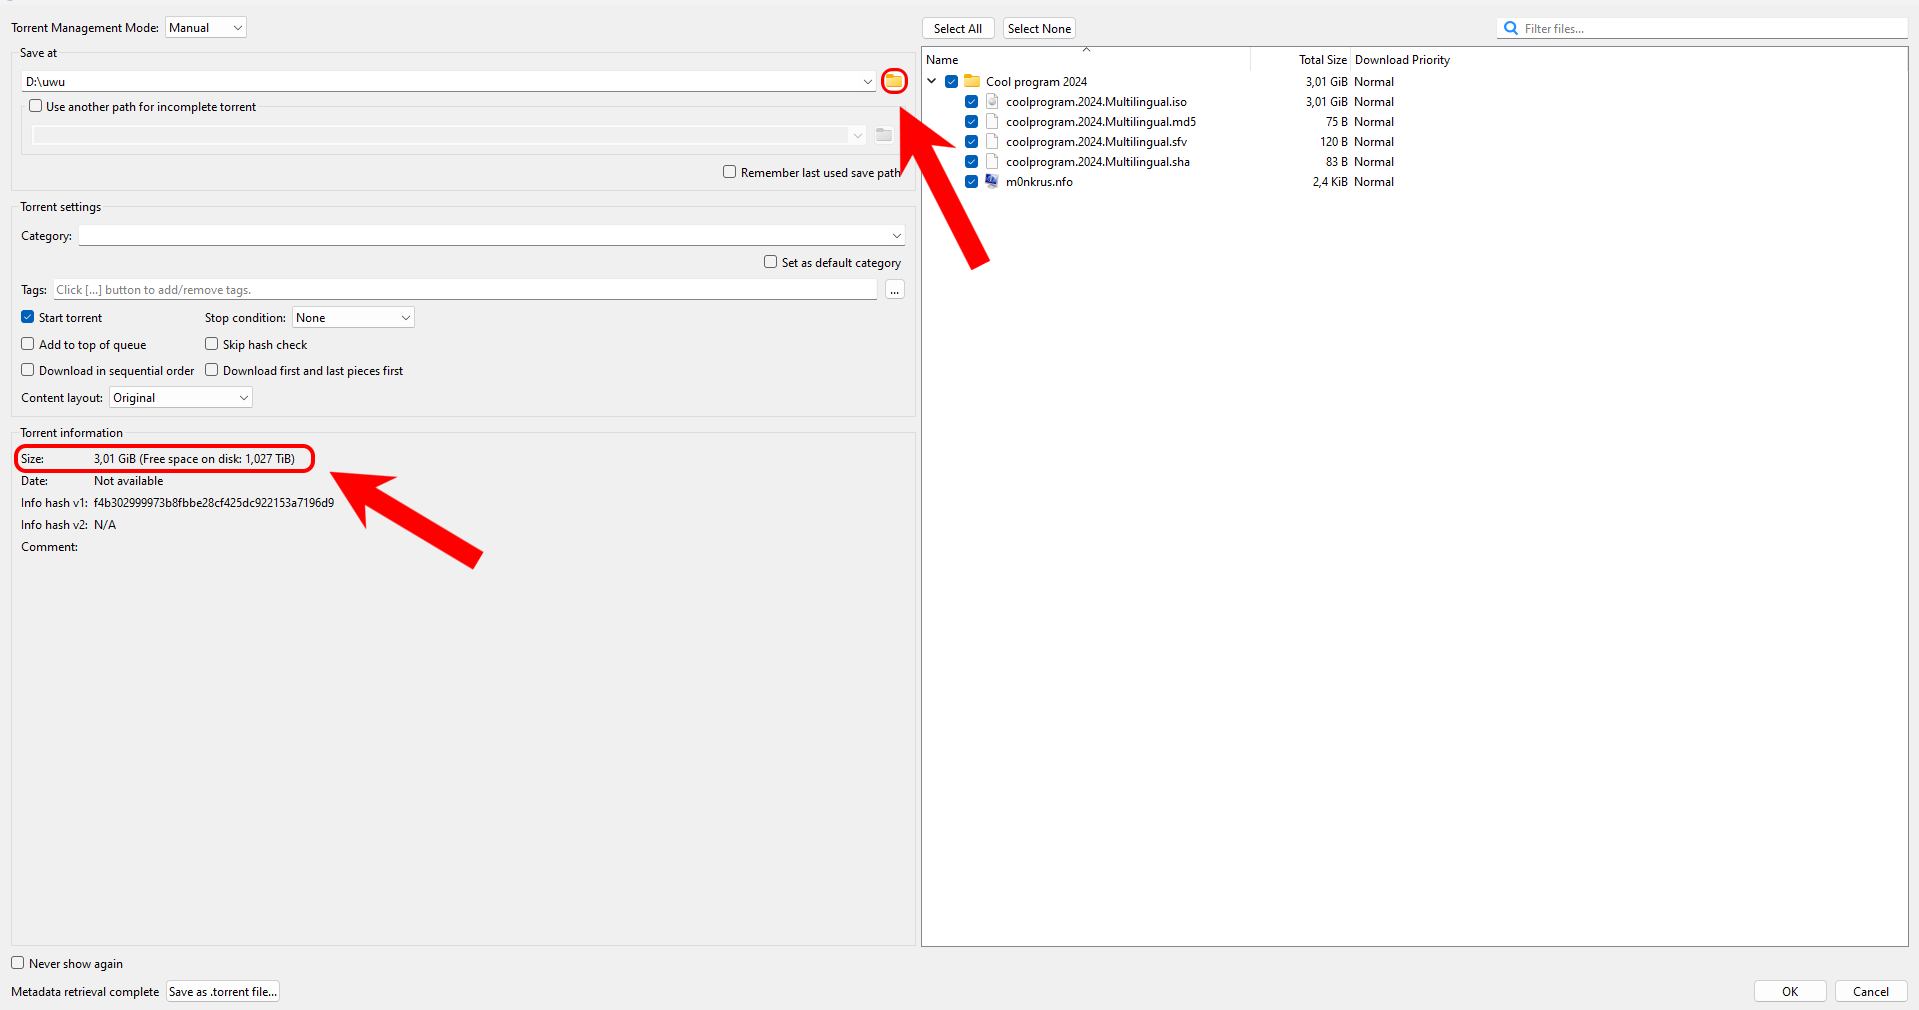 Torrent Management Mode: Manual
Save at
D:\uwu
Use another path for incomplete torrent
Remember last used save path
Torrent settings
Category:
Set as default category
Tags: Click [...] button to add/remove tags. ...
Start torrent Stop condition: None
Add to top of queue Skip hash check
Download in sequential order Download first and last pieces first
Content layout: Original
Torrent information
Size: 3,01 GiB (Free space on disk: 1,027 TiB)
Date: Not available
Info hash v1: f4b302999973b8fbbe28cf425dc922153a7196d9
Info hash v2: N/A
Comment:
Never show again
Metadata retrieval complete Save as .torrent file...
Select All Select None Filter files...
Name Total Size Download Priority
Cool program 2024 3,01 GiB Normal
coolprogram.2024.Multilingual.iso 3,01 GiB Normal
coolprogram.2024.Multilingual.md5 75 B Normal
coolprogram.2024.Multilingual.sfv 120 B Normal
coolprogram.2024.Multilingual.sha 83 B Normal
m0nkrus.nfo 2,4 KiB Normal
OK Cancel